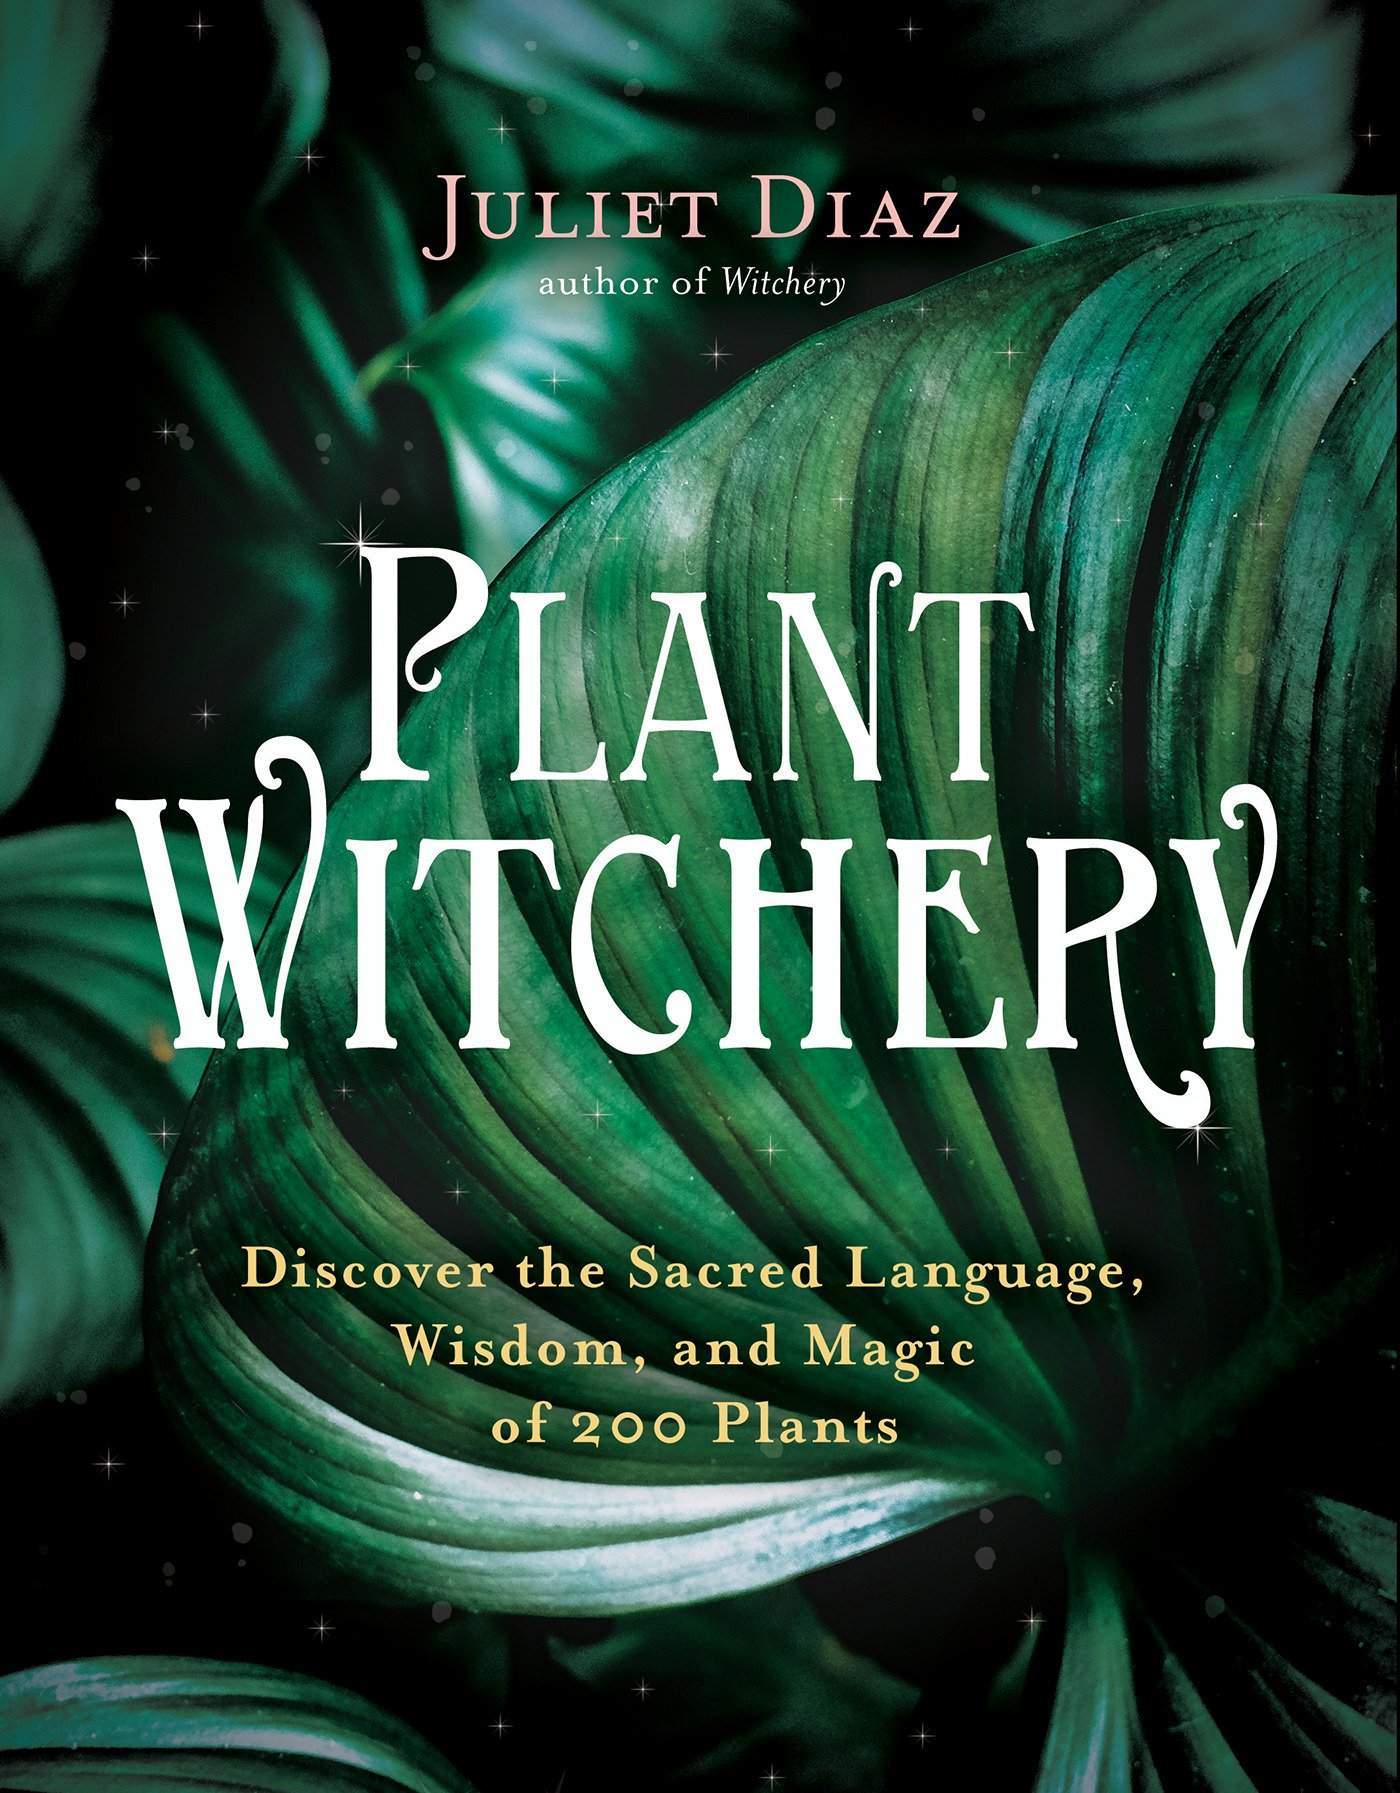 JULIET DIAZ
author of Witchery
PLANT
WITCHERY
Discover the Sacred Language,
Wisdom, and Magic
of 200 Plants